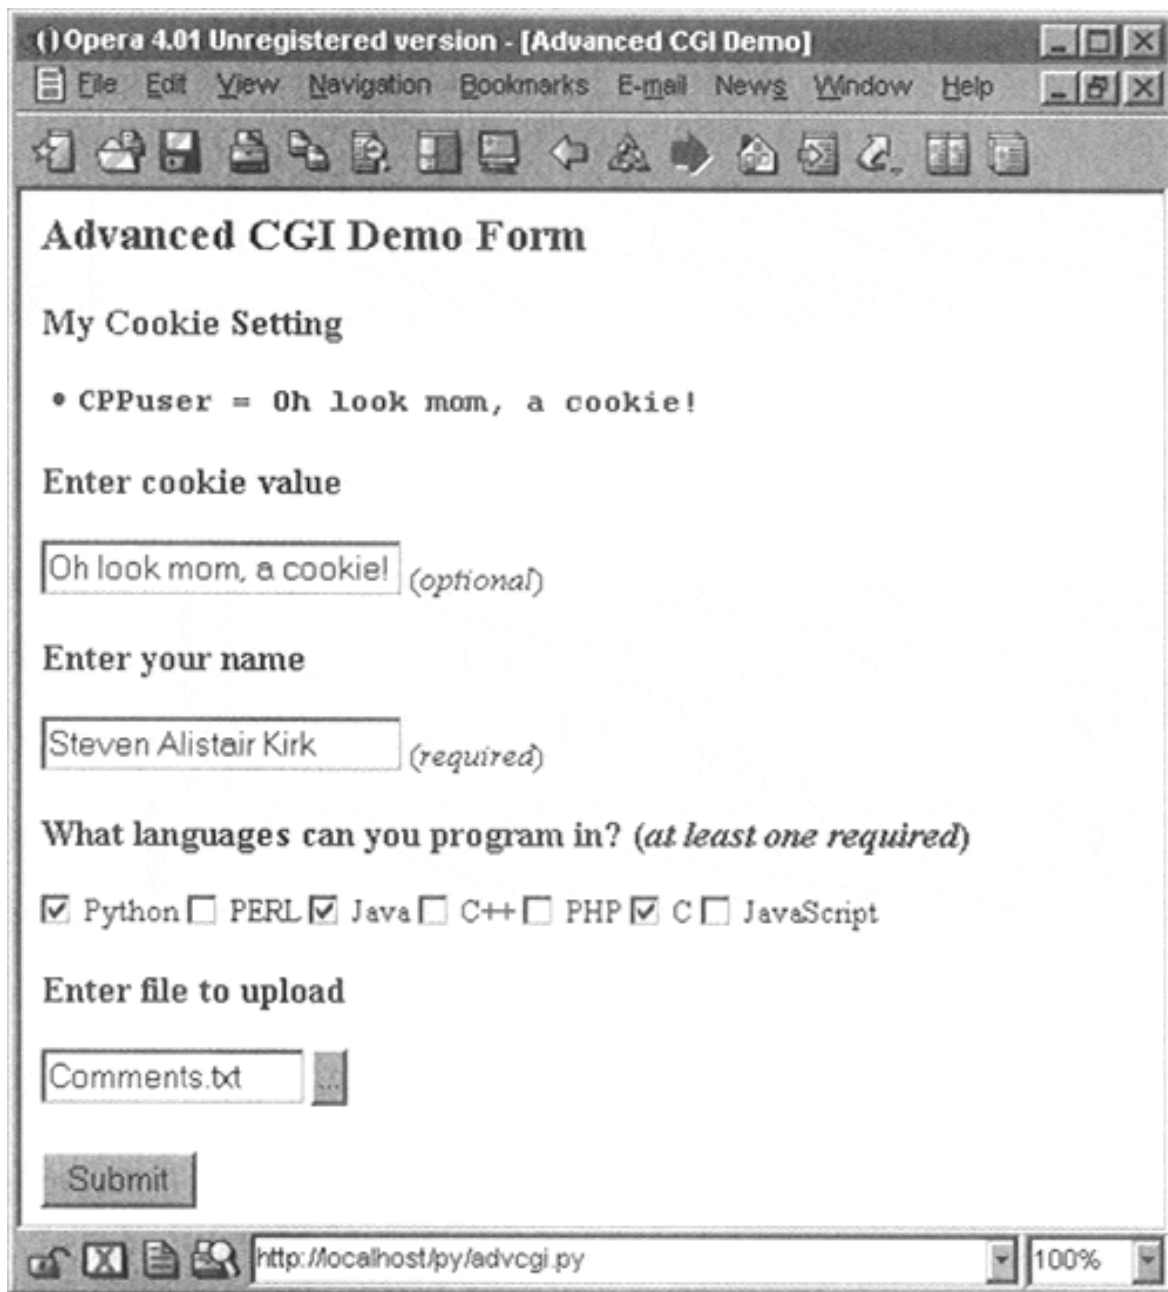 Opera 4.01 Unregistered version - [Advanced CGI Demo]
File Edit View Navigation Bookmarks E-mail News Window Help
Advanced CGI Demo Form
My Cookie Setting
• CPPuser = Oh look mom, a cookie!
Enter cookie value
Oh look mom, a cookie! (optional)
Enter your name
Steven Alistair Kirk (required)
What languages can you program in? (at least one required)
Python PERL Java C++ PHP C JavaScript
Enter file to upload
Comments.txt ...
Submit
http://localhost/py/advcgi.py 100%